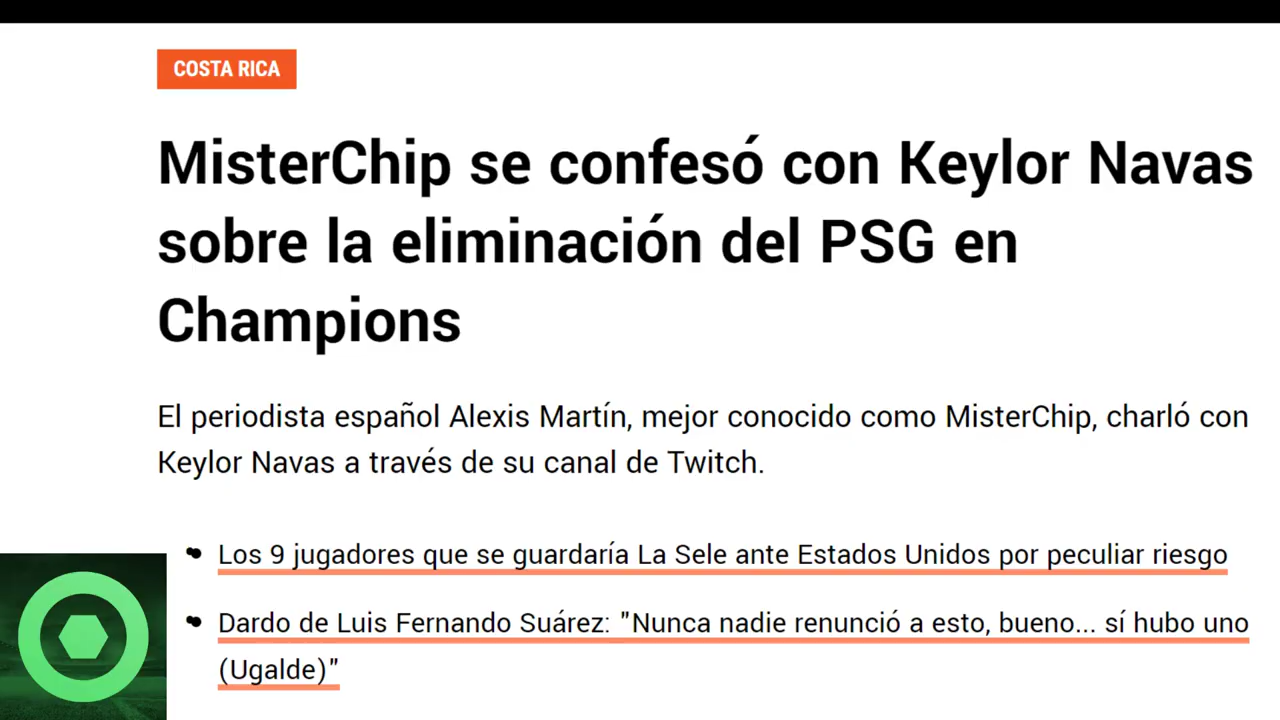 COSTA RICA
MisterChip se confesó con Keylor Navas
sobre la eliminación del PSG en
Champions
El periodista español Alexis Martín, mejor conocido como MisterChip, charló con
Keylor Navas a través de su canal de Twitch.
Los 9 jugadores que se guardaría La Sele ante Estados Unidos por peculiar riesgo
Dardo de Luis Fernando Suárez: "Nunca nadie renunció a esto, bueno... sí hubo uno
(Ugalde)"